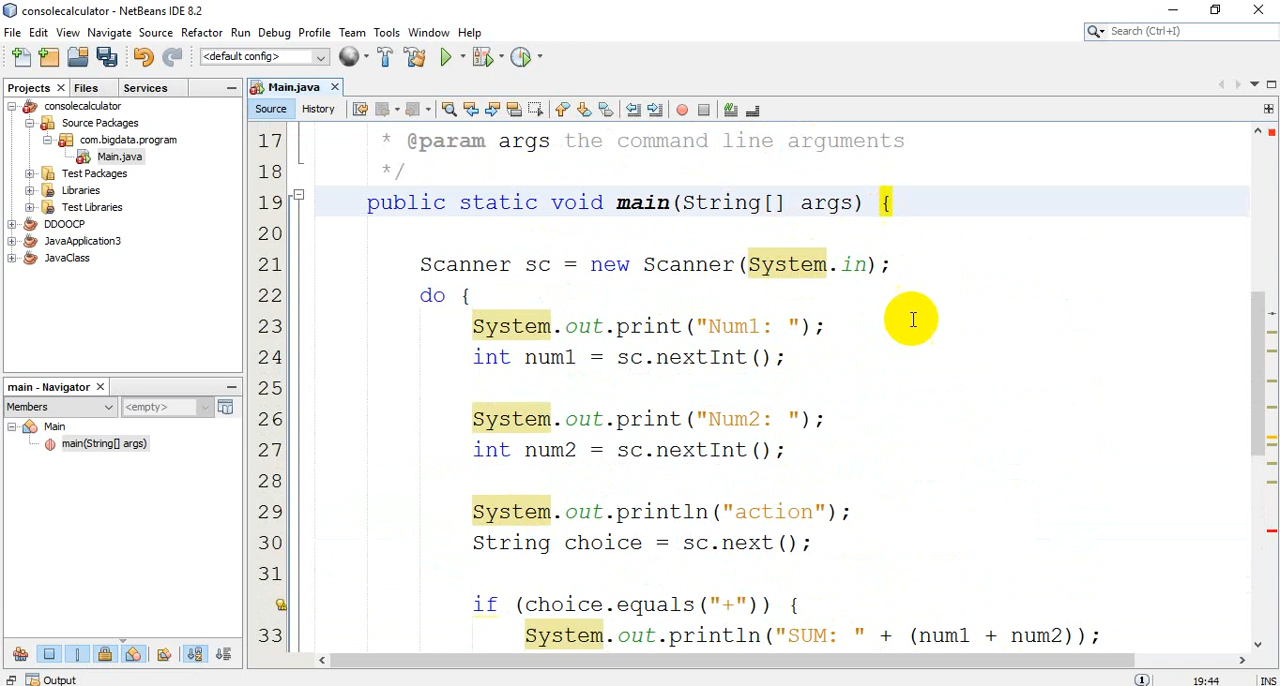 consolecalculator - NetBeans IDE 8.2
File Edit View Navigate Source Refactor Run Debug Profile Team Tools Window Help
Search (Ctrl+I)
<default config>
Projects Files Services
Main.java
consolecalculator
Source Packages
com.bigdata.program
Main.java
Test Packages
Libraries
Test Libraries
DDOOCP
JavaApplication3
JavaClass
main - Navigator
Members
<empty>
Main
main(String[] args)
Source History
17 * @param args the command line arguments
18 */
19 public static void main(String[] args) {
20
21 Scanner sc = new Scanner(System.in);
22 do {
23 System.out.print("Num1: ");
24 int num1 = sc.nextInt();
25
26 System.out.print("Num2: ");
27 int num2 = sc.nextInt();
28
29 System.out.println("action");
30 String choice = sc.next();
31
if (choice.equals("+")) {
33 System.out.println("SUM: " + (num1 + num2));
Output
1
19:44
INS